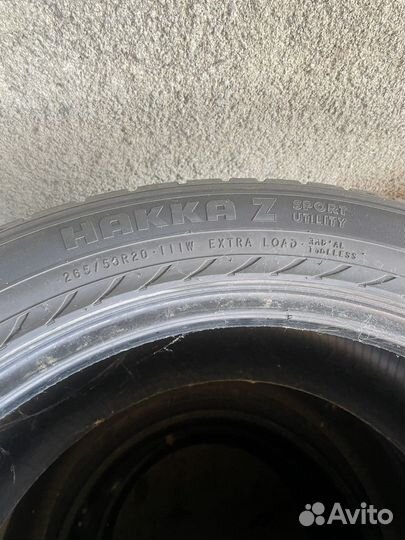 HAKKA Z SPORT
UTILITY
265/50R20·111W EXTRA LOAD· RADIAL
TUBELESS
Avito